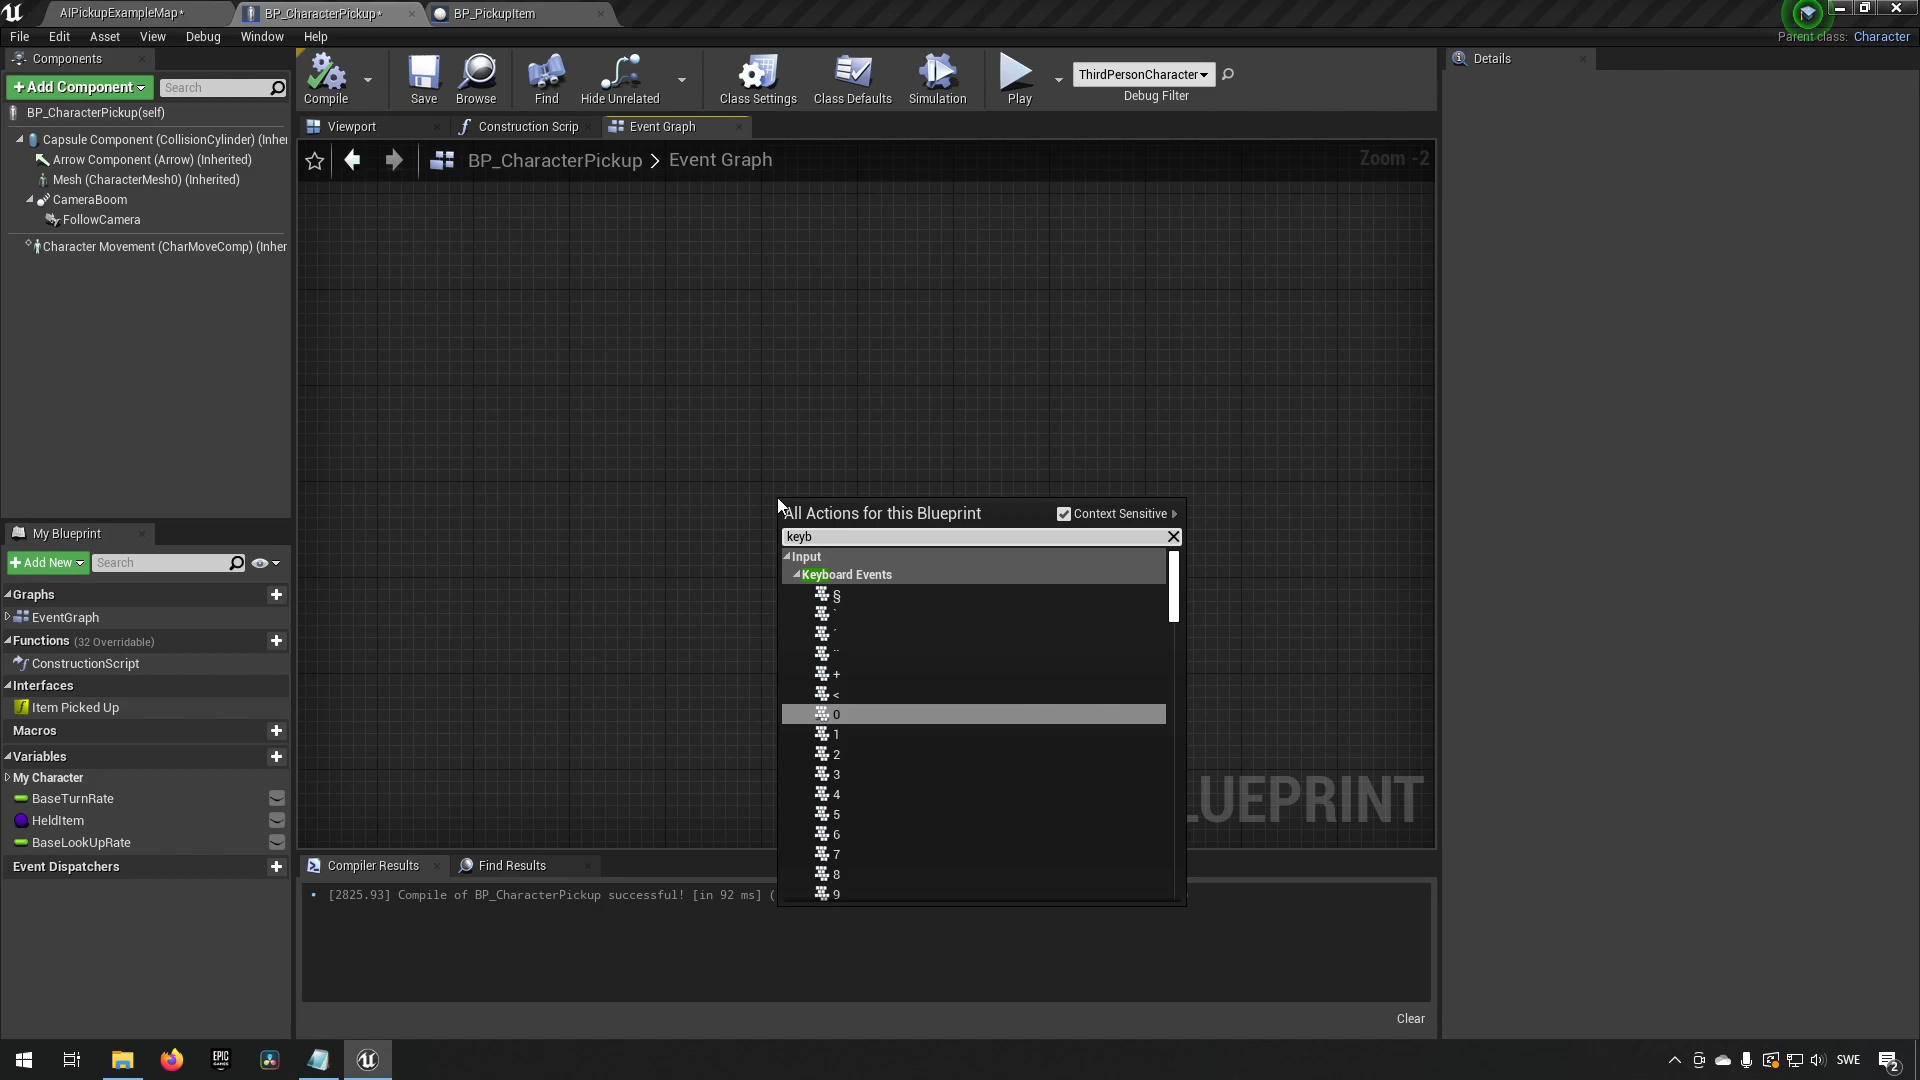 AIPickupExampleMap*
BP_CharacterPickup*
BP_PickupItem
File Edit Asset View Debug Window Help
Parent class: Character
Components
+ Add Component
Search
BP_CharacterPickup(self)
Capsule Component (CollisionCylinder) (Inher
Arrow Component (Arrow) (Inherited)
Mesh (CharacterMesh0) (Inherited)
CameraBoom
FollowCamera
Character Movement (CharMoveComp) (Inher
Compile
Save
Browse
Find
Hide Unrelated
Class Settings
Class Defaults
Simulation
Play
ThirdPersonCharacter
Debug Filter
Details
Viewport
Construction Scrip
Event Graph
BP_CharacterPickup > Event Graph
Zoom -2
All Actions for this Blueprint
Context Sensitive
keyb
Input
Keyboard Events
§
`
´
¨
+
<
0
1
2
3
4
5
6
7
8
9
LUEPRINT
My Blueprint
+ Add New
Search
Graphs
EventGraph
Functions (32 Overridable)
ConstructionScript
Interfaces
Item Picked Up
Macros
Variables
My Character
BaseTurnRate
HeldItem
BaseLookUpRate
Event Dispatchers
Compiler Results
Find Results
[2825.93] Compile of BP_CharacterPickup successful! [in 92 ms] (
Clear
EPIC GAMES
SWE
2